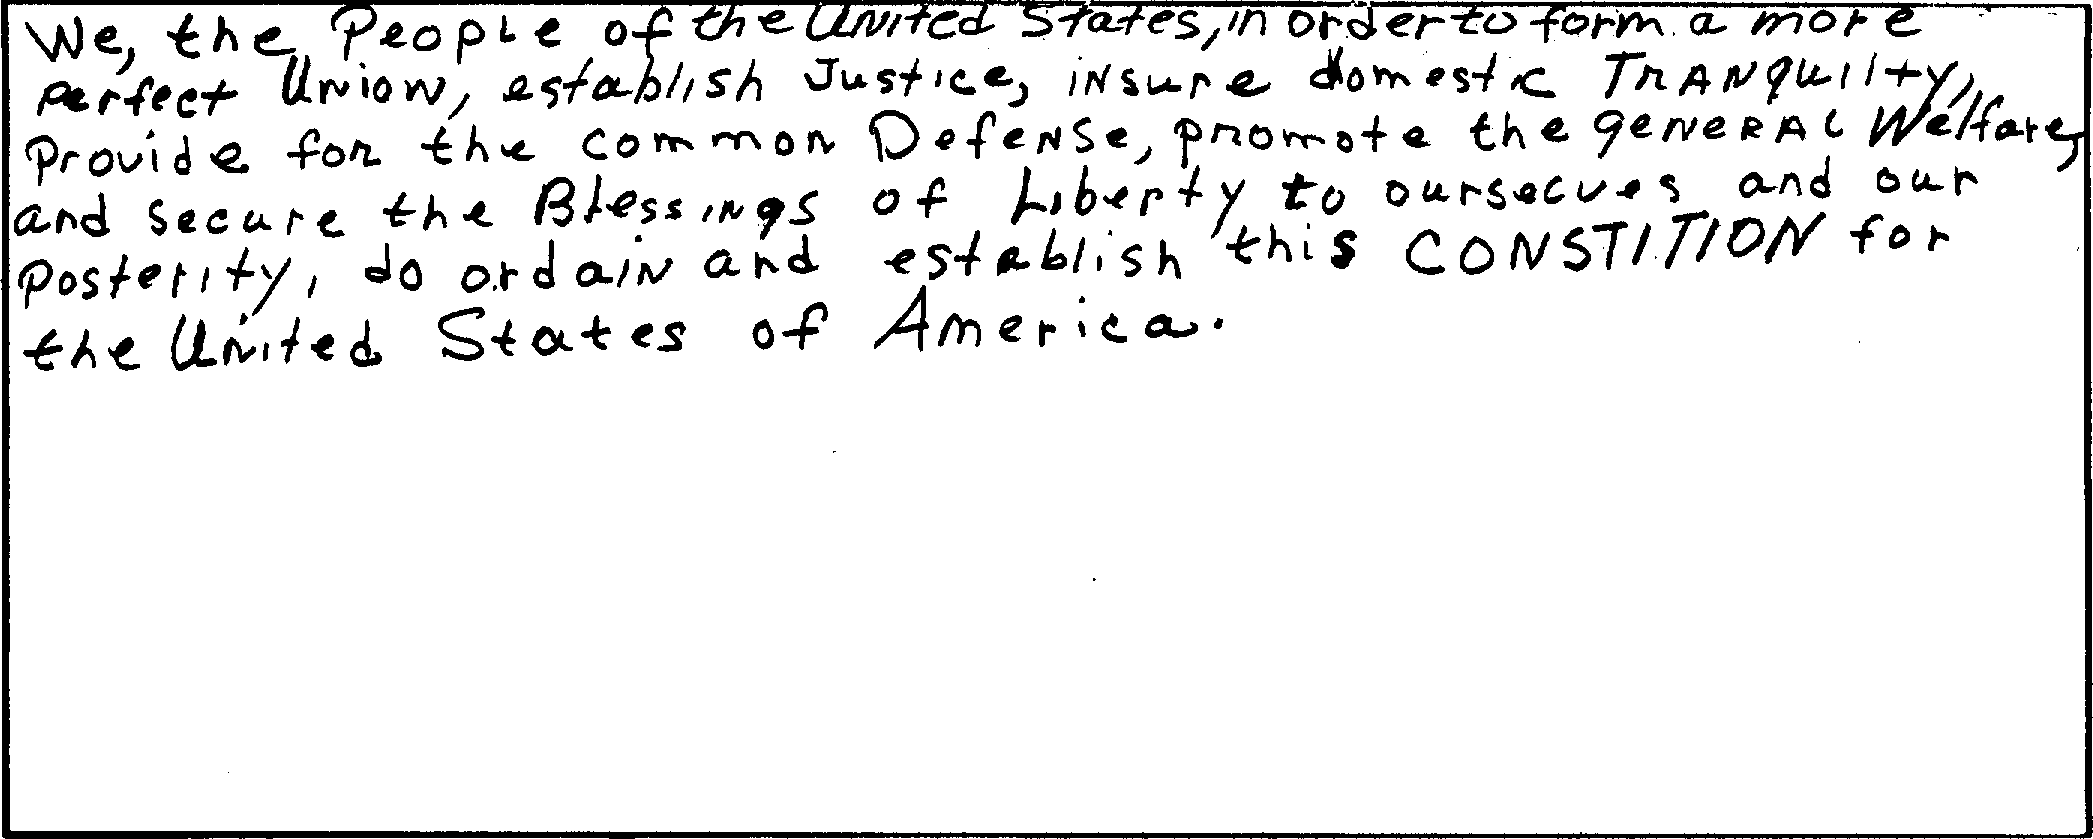 We, the People of the United States, in order to form a more
perfect Union, establish Justice, insure domestic TRANquilty,
Provide for the common Defense, promote the geNeRAL Welfare,
and secure the Blessings of Liberty to ourselves and our
posterity, do ordain and establish this CONSTITION for
the United States of America.